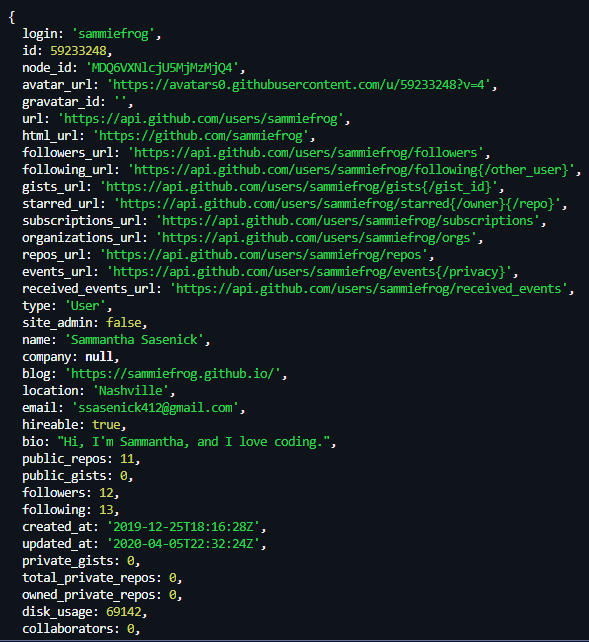 {
login: 'sammiefrog',
id: 59233248,
node_id: 'MDQ6VXNlcjU5MjMzMjQ4',
avatar_url: 'https://avatars0.githubusercontent.com/u/59233248?v=4',
gravatar_id: '',
url: 'https://api.github.com/users/sammiefrog',
html_url: 'https://github.com/sammiefrog',
followers_url: 'https://api.github.com/users/sammiefrog/followers',
following_url: 'https://api.github.com/users/sammiefrog/following{/other_user}',
gists_url: 'https://api.github.com/users/sammiefrog/gists{/gist_id}',
starred_url: 'https://api.github.com/users/sammiefrog/starred{/owner}{/repo}',
subscriptions_url: 'https://api.github.com/users/sammiefrog/subscriptions',
organizations_url: 'https://api.github.com/users/sammiefrog/orgs',
repos_url: 'https://api.github.com/users/sammiefrog/repos',
events_url: 'https://api.github.com/users/sammiefrog/events{/privacy}',
received_events_url: 'https://api.github.com/users/sammiefrog/received_events',
type: 'User',
site_admin: false,
name: 'Sammantha Sasenick',
company: null,
blog: 'https://sammiefrog.github.io/',
location: 'Nashville',
email: 'ssasenick412@gmail.com',
hireable: true,
bio: "Hi, I'm Sammantha, and I love coding.",
public_repos: 11,
public_gists: 0,
followers: 12,
following: 13,
created_at: '2019-12-25T18:16:28Z',
updated_at: '2020-04-05T22:32:24Z',
private_gists: 0,
total_private_repos: 0,
owned_private_repos: 0,
disk_usage: 69142,
collaborators: 0,